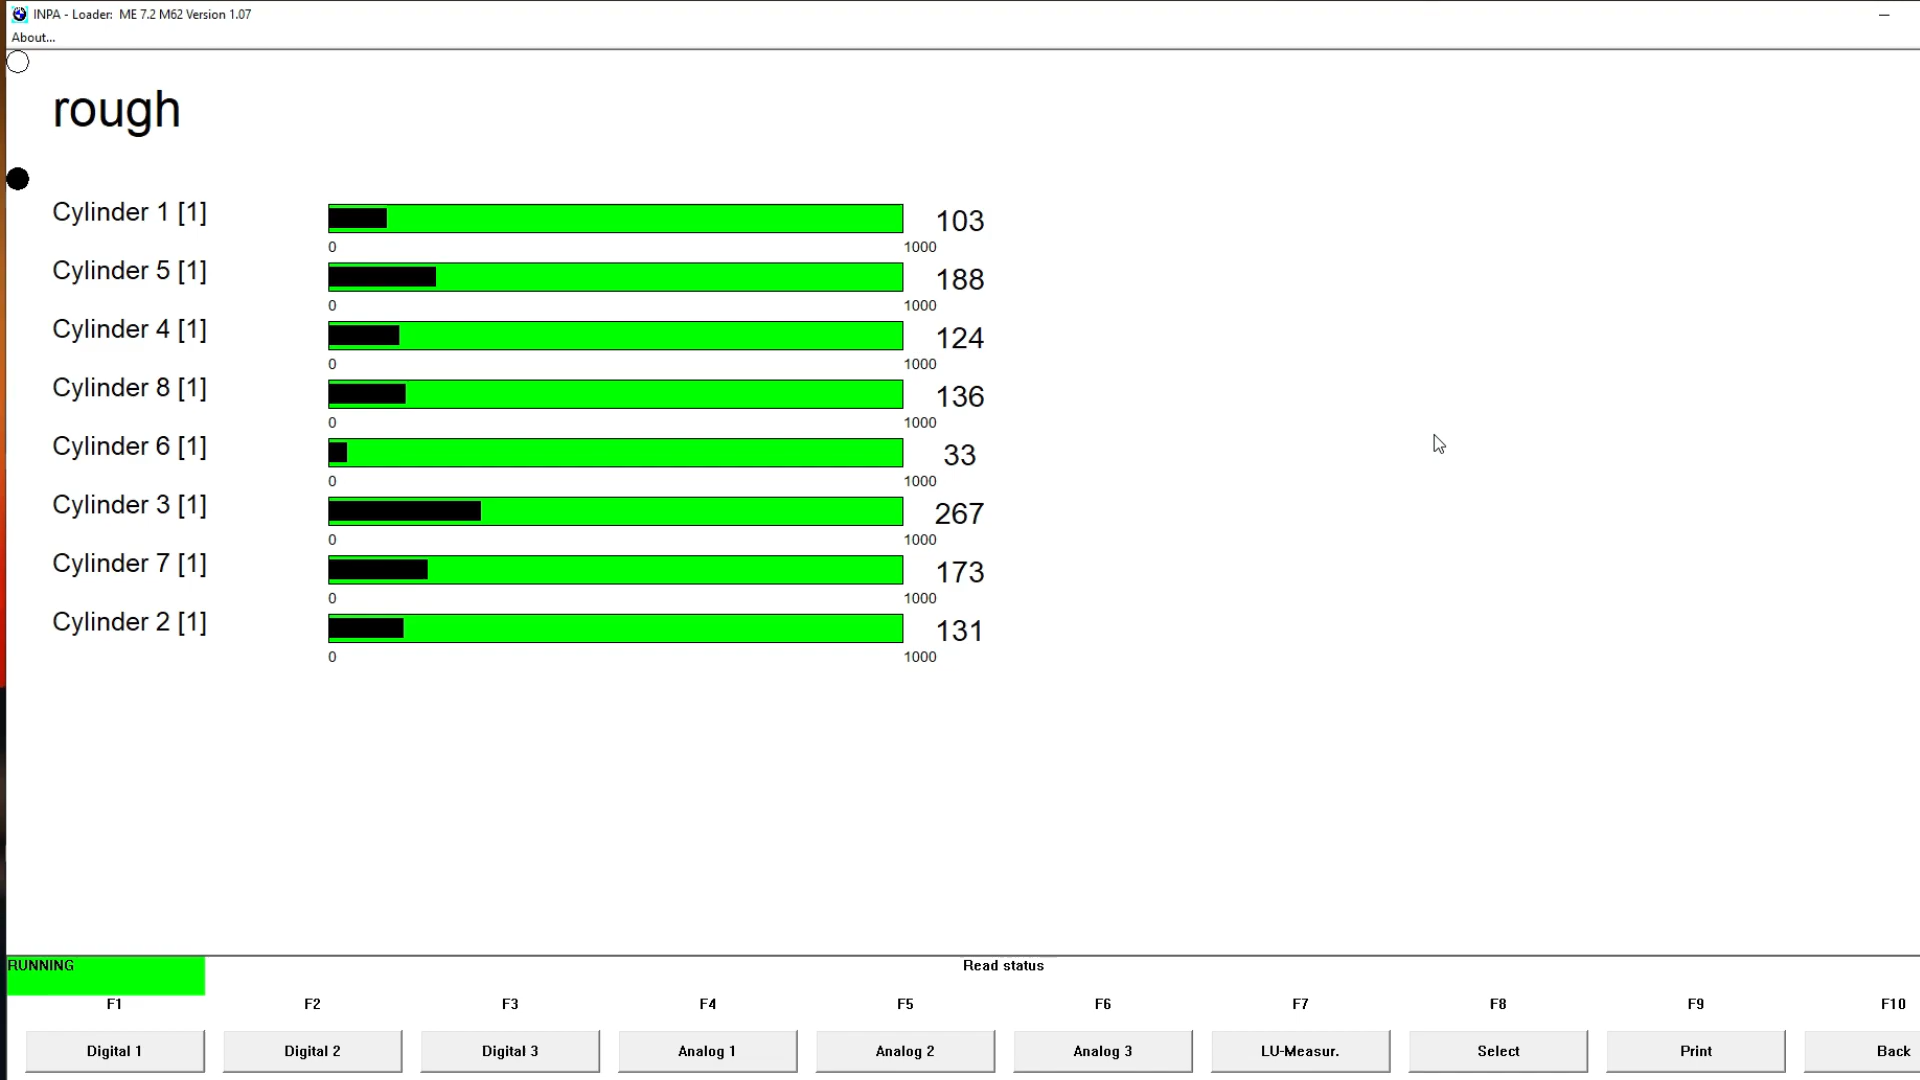 INPA - Loader: ME 7.2 M62 Version 1.07
About...
rough
Cylinder 1 [1]
103
0 1000
Cylinder 5 [1]
188
0 1000
Cylinder 4 [1]
124
0 1000
Cylinder 8 [1]
136
0 1000
Cylinder 6 [1]
33
0 1000
Cylinder 3 [1]
267
0 1000
Cylinder 7 [1]
173
0 1000
Cylinder 2 [1]
131
0 1000
RUNNING
Read status
F1 F2 F3 F4 F5 F6 F7 F8 F9 F10
Digital 1 Digital 2 Digital 3 Analog 1 Analog 2 Analog 3 LU-Measur. Select Print Back